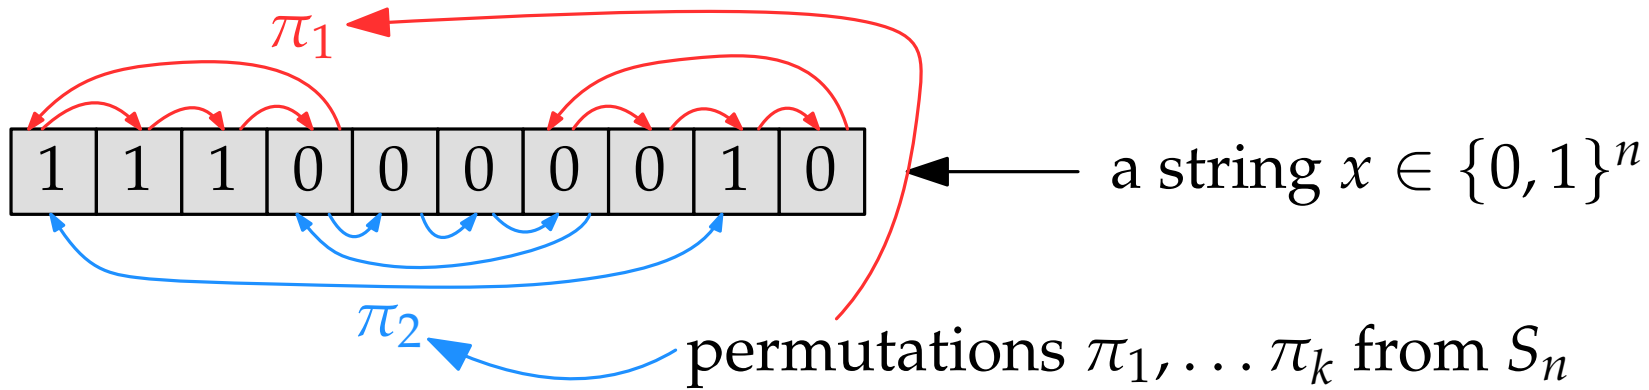 π₁
1 1 1 0 0 0 0 0 1 0
a string x ∈ {0, 1}ⁿ
π₂
permutations π₁, . . . πₖ from Sₙ